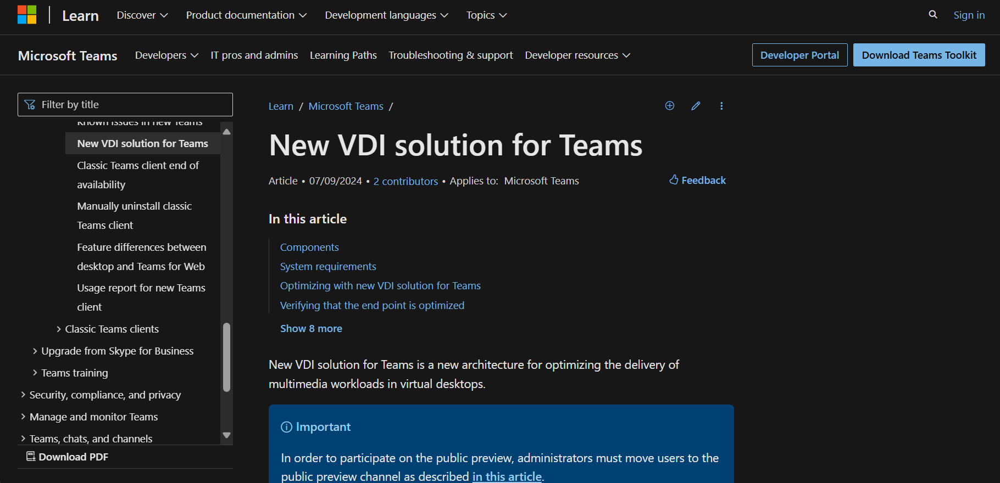 Learn Discover Product documentation Development languages Topics Sign in
Microsoft Teams Developers IT pros and admins Learning Paths Troubleshooting & support Developer resources Developer Portal Download Teams Toolkit
Filter by title
Known issues in new Teams
New VDI solution for Teams
Classic Teams client end of
availability
Manually uninstall classic
Teams client
Feature differences between
desktop and Teams for Web
Usage report for new Teams
client
Classic Teams clients
Upgrade from Skype for Business
Teams training
Security, compliance, and privacy
Manage and monitor Teams
Teams, chats, and channels
Download PDF
Learn / Microsoft Teams /
New VDI solution for Teams
Article • 07/09/2024 • 2 contributors • Applies to: Microsoft Teams
Feedback
In this article
Components
System requirements
Optimizing with new VDI solution for Teams
Verifying that the end point is optimized
Show 8 more
New VDI solution for Teams is a new architecture for optimizing the delivery of
multimedia workloads in virtual desktops.
Important
In order to participate on the public preview, administrators must move users to the
public preview channel as described in this article.